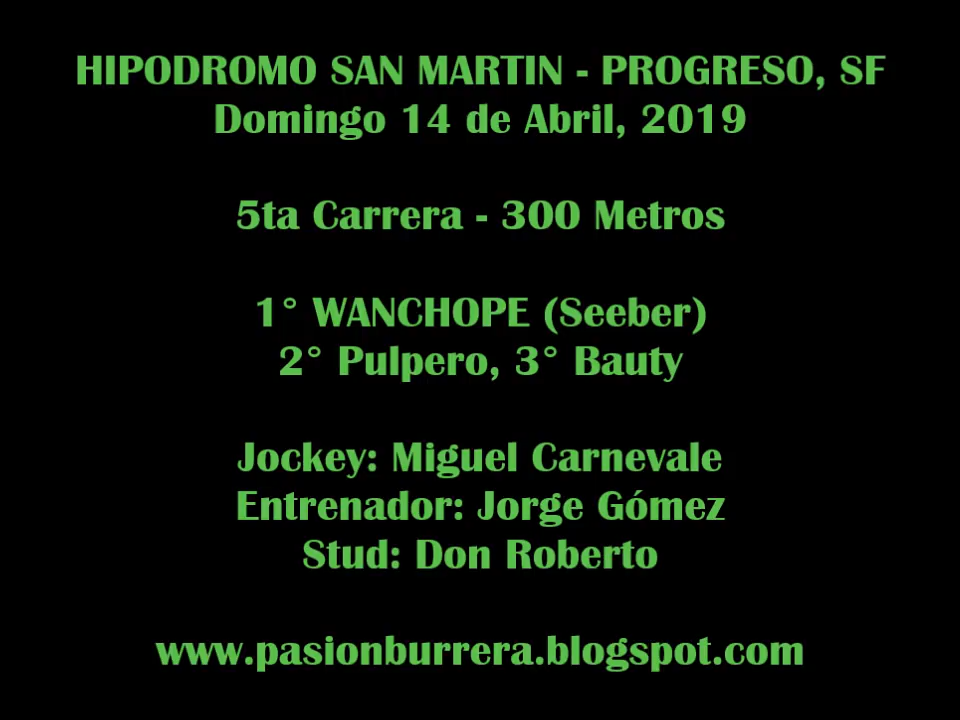 HIPODROMO SAN MARTIN - PROGRESO, SF
Domingo 14 de Abril, 2019
5ta Carrera - 300 Metros
1° WANCHOPE (Seeber)
2° Pulpero, 3° Bauty
Jockey: Miguel Carnevale
Entrenador: Jorge Gómez
Stud: Don Roberto
www.pasionburrera.blogspot.com